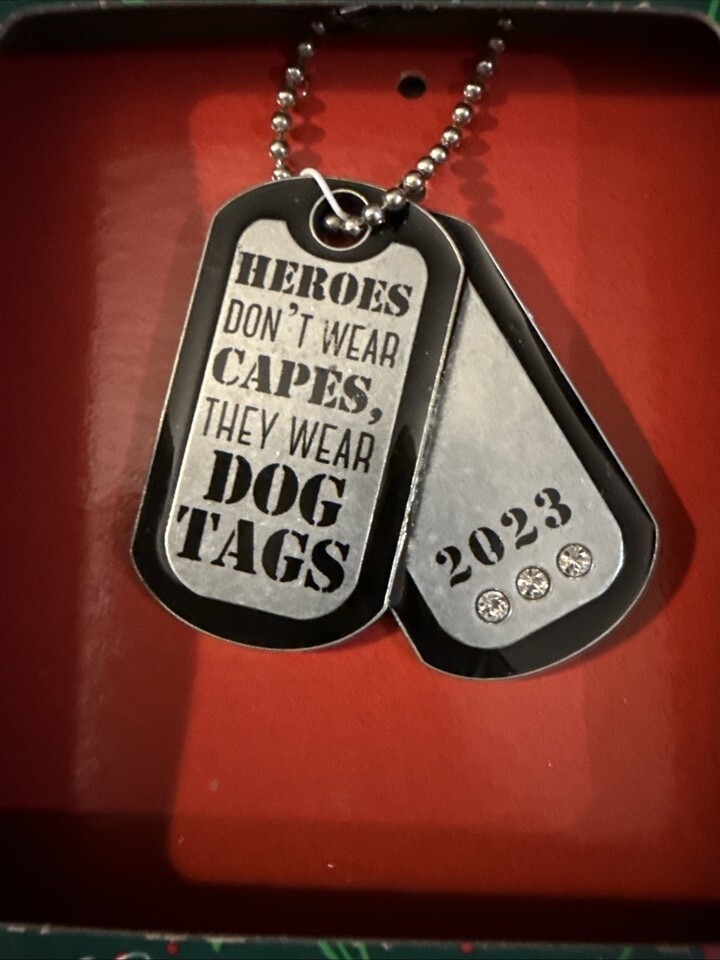 HEROES
DON'T WEAR
CAPES,
THEY WEAR
DOG
TAGS
2023